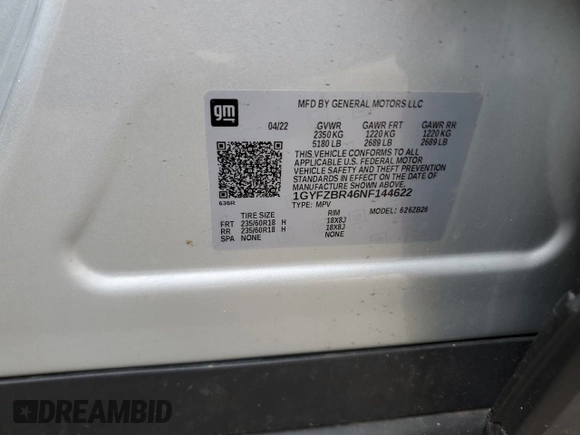 gm
MFD BY GENERAL MOTORS LLC
04/22 GVWR GAWR FRT GAWR RR
2350 KG 1220 KG 1220 KG
5180 LB 2689 LB 2689 LB
THIS VEHICLE CONFORMS TO ALL
APPLICABLE U.S. FEDERAL MOTOR
VEHICLE SAFETY AND THEFT
STANDARDS IN EFFECT ON THE DATE OF
MANUFACTURE SHOWN ABOVE.
1GYFZBR46NF144622
636R
TYPE: MPV MODEL: 626ZB26
TIRE SIZE RIM
FRT 235/60R18 H 18X8J
RR 235/60R18 H 18X8J
SPA NONE NONE
DREAMBID